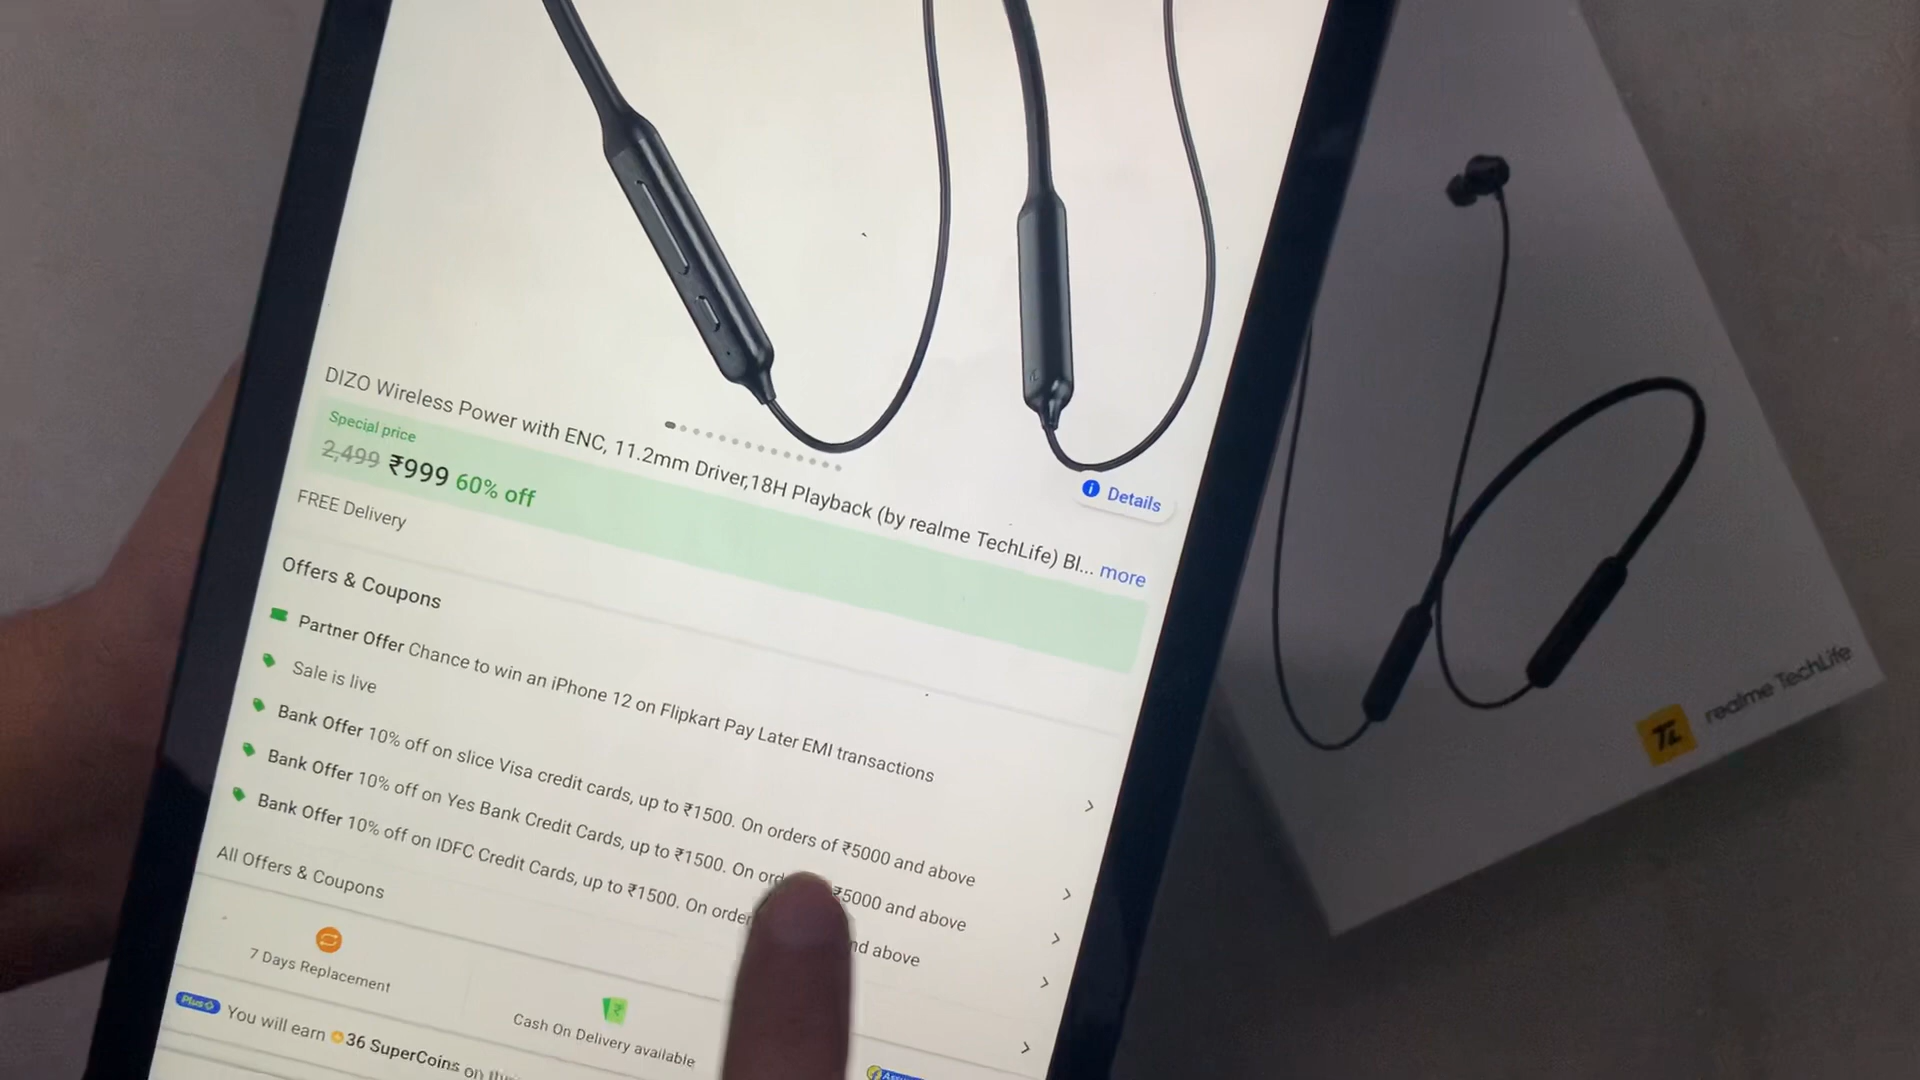 DIZO Wireless Power with ENC, 11.2mm Driver,18H Playback (by realme TechLife) Bl... more
Details
Special price
2,499 ₹999 60% off
FREE Delivery
Offers & Coupons
Partner Offer Chance to win an iPhone 12 on Flipkart Pay Later EMI transactions
Sale is live
Bank Offer 10% off on slice Visa credit cards, up to ₹1500. On orders of ₹5000 and above
Bank Offer 10% off on Yes Bank Credit Cards, up to ₹1500. On ₹5000 and above
Bank Offer 10% off on IDFC Credit Cards, up to ₹1500. On and above
All Offers & Coupons
7 Days Replacement
Cash On Delivery available
Plus
You will earn 36 SuperCoins on
TL realme TechLife